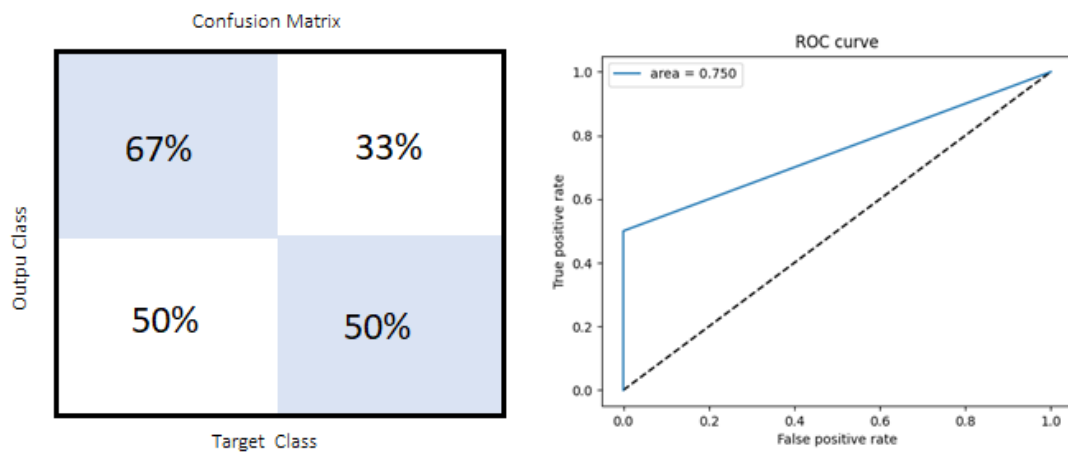 Confusion Matrix
67%
33%
50%
50%
Outpu Class
Target Class
ROC curve
area = 0.750
1.0
0.8
0.6
0.4
0.2
0.0
True positive rate
0.0 0.2 0.4 0.6 0.8 1.0
False positive rate